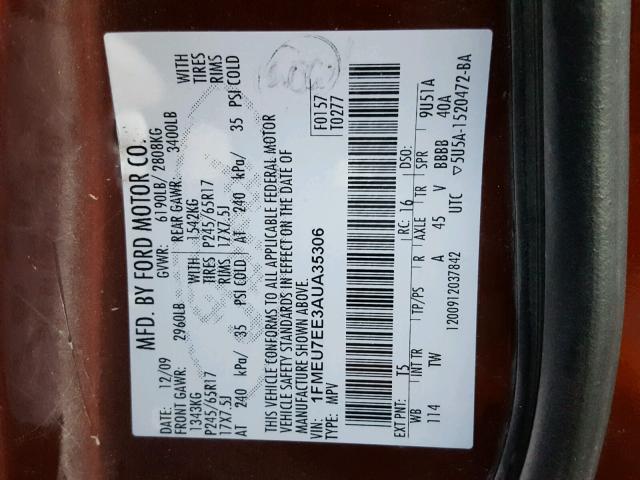 MFD. BY FORD MOTOR CO.
DATE: 12/09 GVWR: 6190LB/ 2808KG
FRONT GAWR: 2960LB REAR GAWR: 3400LB
1343KG 1542KG WITH
P245/65R17 TIRES P245/65R17 TIRES
17X7.5J RIMS 17X7.5J RIMS
AT 240 kPa/ 35 PSI COLD AT 240 kPa/ 35 PSI COLD
THIS VEHICLE CONFORMS TO ALL APPLICABLE FEDERAL MOTOR
VEHICLE SAFETY STANDARDS IN EFFECT ON THE DATE OF
MANUFACTURE SHOWN ABOVE.
VIN: 1FMEU7EE3AUA35306
TYPE: MPV
F0157
T0277
EXT PNT: T5 RC: 16 DSO:
WB INT TR TP/PS R AXLE TR SPR 9U51A
114 TW A 45 V BBBB 40A
1200091203784​2 UTC ▽5U5A-1520472-BA